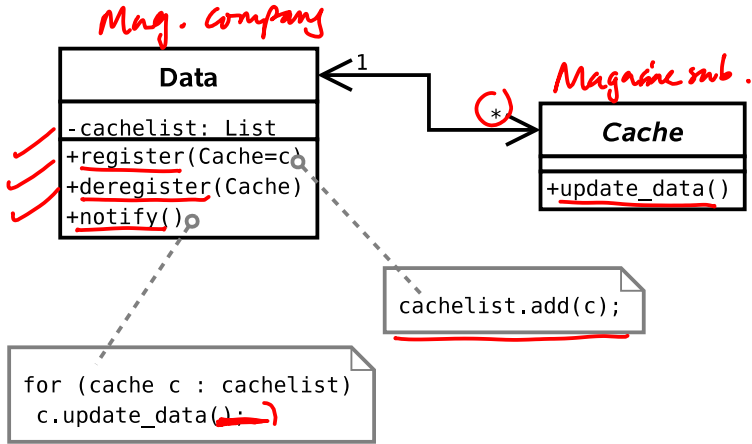 Mag. Company
Data
1
Magazine sub.
*
Cache
-cachelist: List
+register(Cache=c)
+deregister(Cache)
+notify()
+update_data()
cachelist.add(c);
for (cache c : cachelist)
c.update_data();